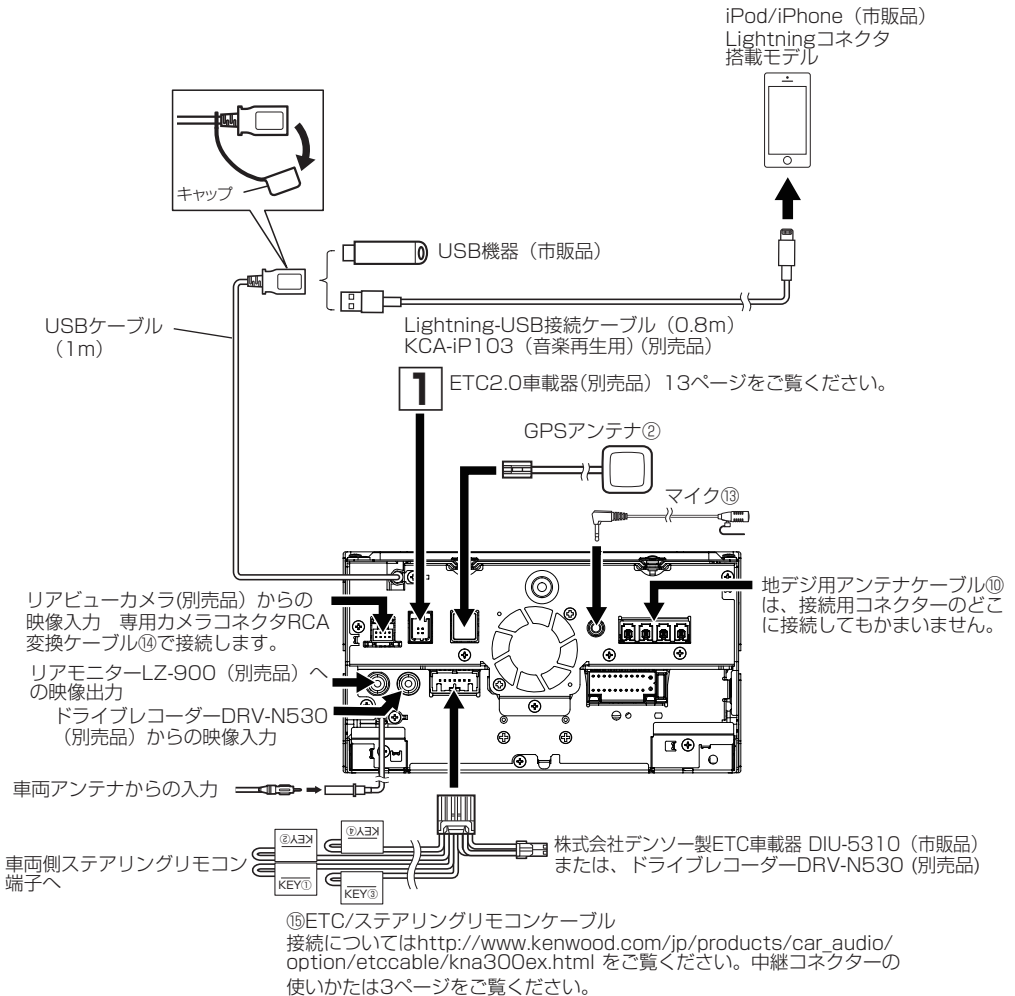 iPod/iPhone（市販品）
Lightningコネクタ
搭載モデル
キャップ
USB機器（市販品）
USBケーブル
（1m）
Lightning-USB接続ケーブル（0.8m）
KCA-iP103（音楽再生用）（別売品）
1
ETC2.0車載器（別売品）13ページをご覧ください。
GPSアンテナ②
マイク⑬
リアビューカメラ(別売品）からの
映像入力　専用カメラコネクタRCA
変換ケーブル⑭で接続します。
地デジ用アンテナケーブル⑩
は、接続用コネクターのどこ
に接続してもかまいません。
リアモニターLZ-900（別売品）へ
の映像出力
ドライブレコーダーDRV-N530
（別売品）からの映像入力
車両アンテナからの入力
KEY②
KEY④
車両側ステアリングリモコン
端子へ
KEY①
KEY③
株式会社デンソー製ETC車載器 DIU-5310（市販品）
または、ドライブレコーダーDRV-N530 (別売品)
⑮ETC/ステアリングリモコンケーブル
接続についてはhttp://www.kenwood.com/jp/products/car_audio/
option/etccable/kna300ex.html をご覧ください。中継コネクターの
使いかたは3ページをご覧ください。